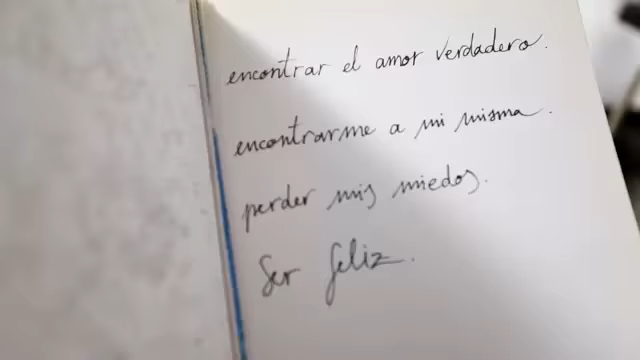 encontrar el amor verdadero.
encontrarme a mi misma.
perder mis miedos.
Ser feliz.